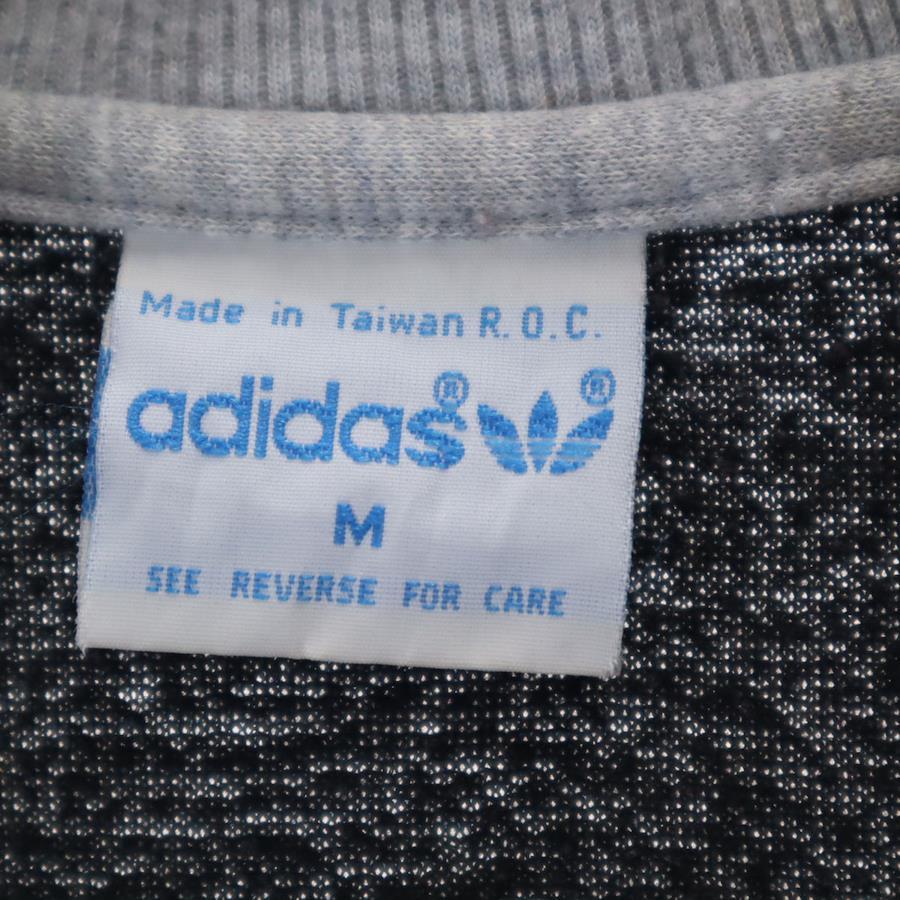 Made in Taiwan R.O.C.
adidas® ®
M
SEE REVERSE FOR CARE